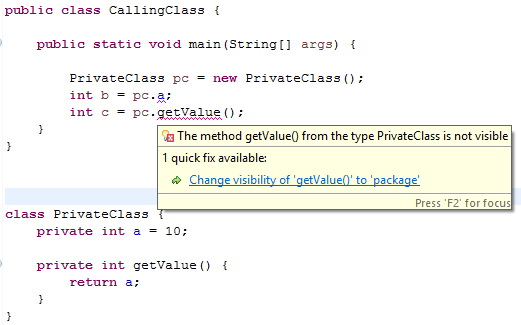 public class CallingClass {
public static void main(String[] args) {
PrivateClass pc = new PrivateClass();
int b = pc.a;
int c = pc.getValue();
}
}
The method getValue() from the type PrivateClass is not visible
1 quick fix available:
Change visibility of 'getValue()' to 'package'
Press 'F2' for focus
class PrivateClass {
private int a = 10;
private int getValue() {
return a;
}
}